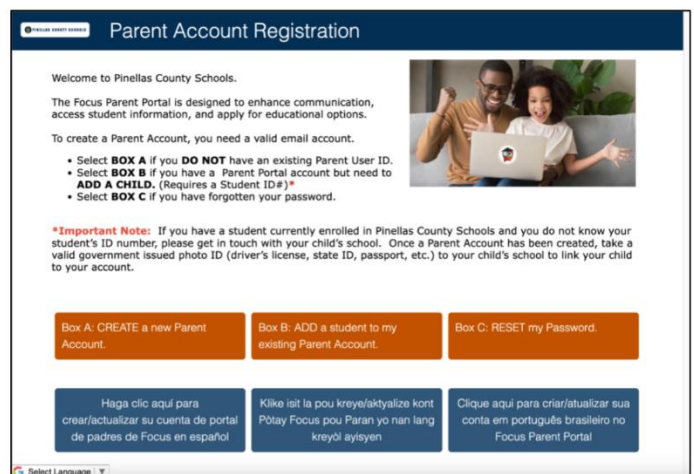 PINELLAS COUNTY SCHOOLS
Parent Account Registration
Welcome to Pinellas County Schools.
The Focus Parent Portal is designed to enhance communication,
access student information, and apply for educational options.
To create a Parent Account, you need a valid email account.
• Select BOX A if you DO NOT have an existing Parent User ID.
• Select BOX B if you have a Parent Portal account but need to
ADD A CHILD. (Requires a Student ID#)*
• Select BOX C if you have forgotten your password.
*Important Note: If you have a student currently enrolled in Pinellas County Schools and you do not know your
student's ID number, please get in touch with your child's school. Once a Parent Account has been created, take a
valid government issued photo ID (driver's license, state ID, passport, etc.) to your child's school to link your child
to your account.
Box A: CREATE a new Parent
Account.
Box B: ADD a student to my
existing Parent Account.
Box C: RESET my Password.
Haga clic aquí para
crear/actualizar su cuenta de portal
de padres de Focus en español
Klike isit la pou kreye/aktyalize kont
Pòtay Focus pou Paran yo nan lang
kreyòl ayisyen
Clique aqui para criar/atualizar sua
conta em português brasileiro no
Focus Parent Portal
Select Language